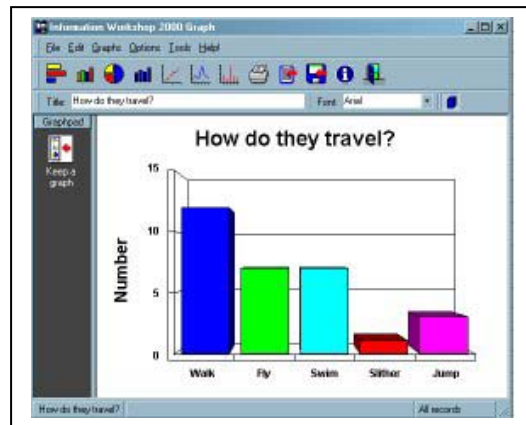 Information Workshop 2000 Graph
File Edit Graphs Options Tools Help!
Title: How do they travel? Font: Arial
Graphpad
Keep a
graph
How do they travel?
Number
15
10
5
0
Walk Fly Swim Slither Jump
How do they travel? All records